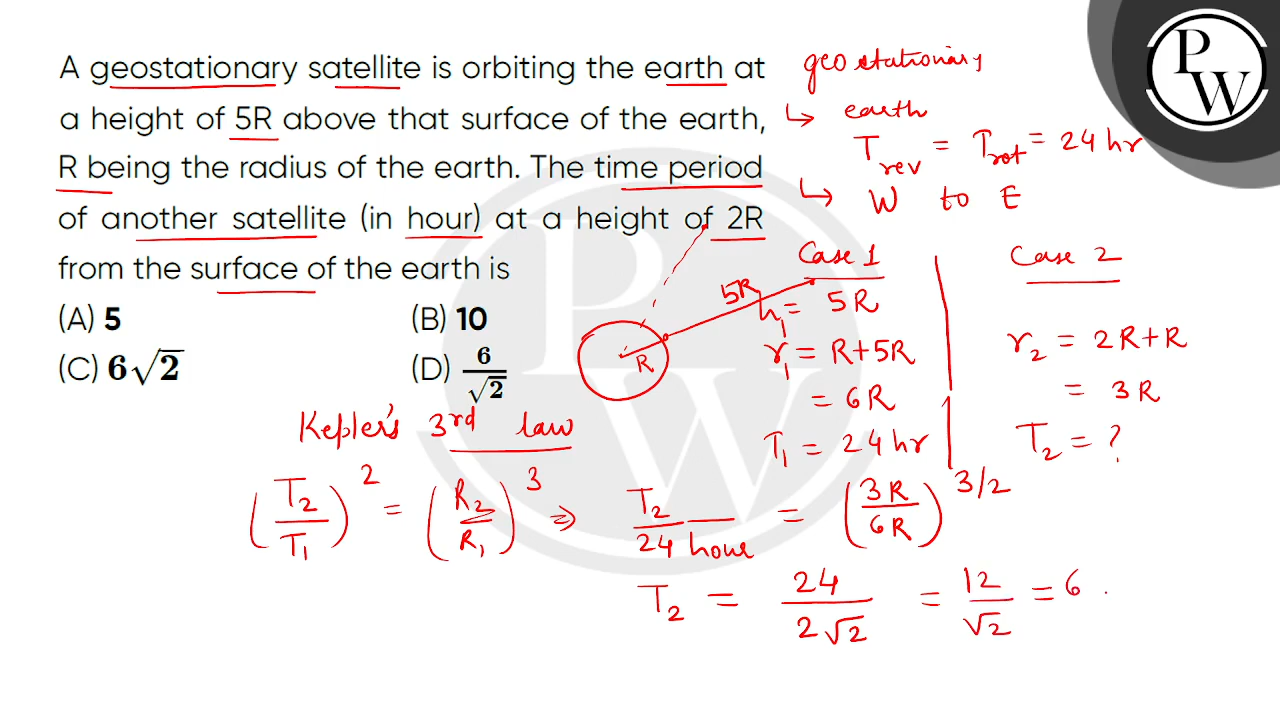 A geostationary satellite is orbiting the earth at
a height of 5R above that surface of the earth,
R being the radius of the earth. The time period
of another satellite (in hour) at a height of 2R
from the surface of the earth is
(A) 5
(B) 10
(C) 6√2
(D) 6/√2
P
W
geo stationary
↳ earth
T_rev = T_rot = 24 hr
↳ W to E
5R
R
Case 1
h₁ = 5R
r₁ = R+5R
= 6R
T₁ = 24 hr
Case 2
r₂ = 2R+R
= 3R
T₂ = ?
Kepler's 3rd law
(T₂/T₁)² = (R₂/R₁)³ ⇒ T₂/24 hour = (3R/6R)^3/2
T₂ = 24/2√2 = 12/√2 = 6
PW